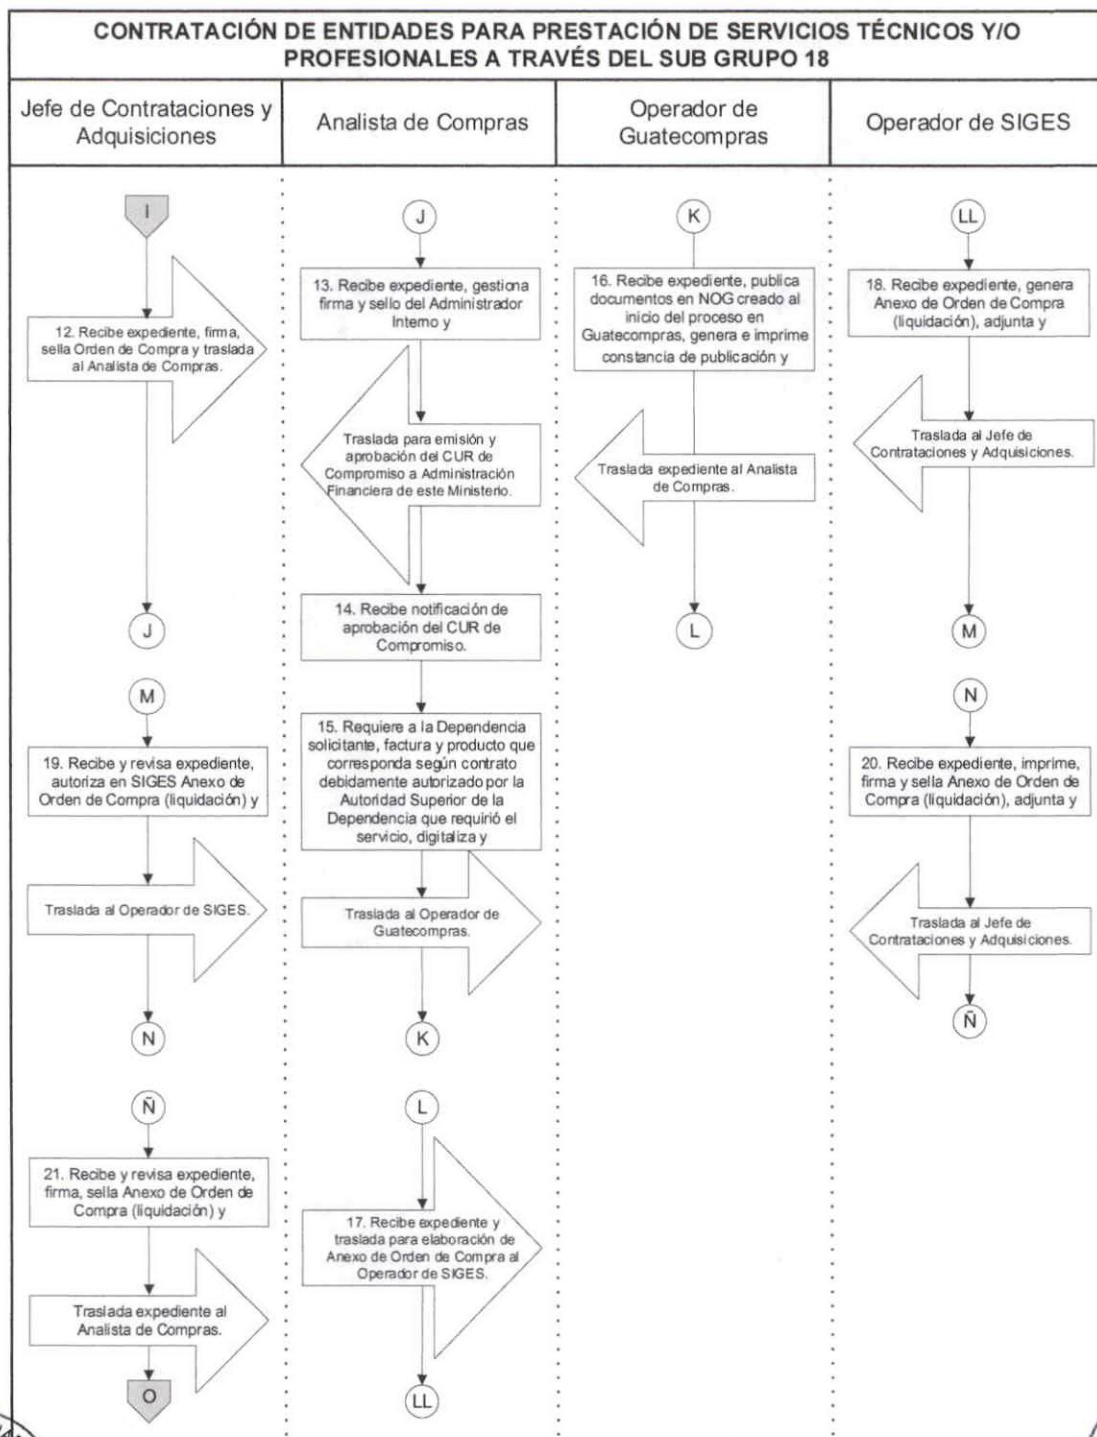 CONTRATACIÓN DE ENTIDADES PARA PRESTACIÓN DE SERVICIOS TÉCNICOS Y/O
PROFESIONALES A TRAVÉS DEL SUB GRUPO 18
Jefe de Contrataciones y
Adquisiciones
Analista de Compras
Operador de
Guatecompras
Operador de SIGES
I
12. Recibe expediente, firma,
sella Orden de Compra y traslada
al Analista de Compras.
J
M
19. Recibe y revisa expediente,
autoriza en SIGES Anexo de
Orden de Compra (liquidación) y
Traslada al Operador de SIGES.
N
Ñ
21. Recibe y revisa expediente,
firma, sella Anexo de Orden de
Compra (liquidación) y
Traslada expediente al
Analista de Compras.
O
J
13. Recibe expediente, gestiona
firma y sello del Administrador
Interno y
Traslada para emisión y
aprobación del CUR de
Compromiso a Administración
Financiera de este Ministerio.
14. Recibe notificación de
aprobación del CUR de
Compromiso.
15. Requiere a la Dependencia
solicitante, factura y producto que
corresponda según contrato
debidamente autorizado por la
Autoridad Superior de la
Dependencia que requirió el
servicio, digitaliza y
Traslada al Operador de
Guatecompras.
K
L
17. Recibe expediente y
traslada para elaboración de
Anexo de Orden de Compra al
Operador de SIGES.
LL
K
16. Recibe expediente, publica
documentos en NOG creado al
inicio del proceso en
Guatecompras, genera e imprime
constancia de publicación y
Traslada expediente al Analista
de Compras.
L
LL
18. Recibe expediente, genera
Anexo de Orden de Compra
(liquidación), adjunta y
Traslada al Jefe de
Contrataciones y Adquisiciones.
M
N
20. Recibe expediente, imprime,
firma y sella Anexo de Orden de
Compra (liquidación), adjunta y
Traslada al Jefe de
Contrataciones y Adquisiciones.
Ñ